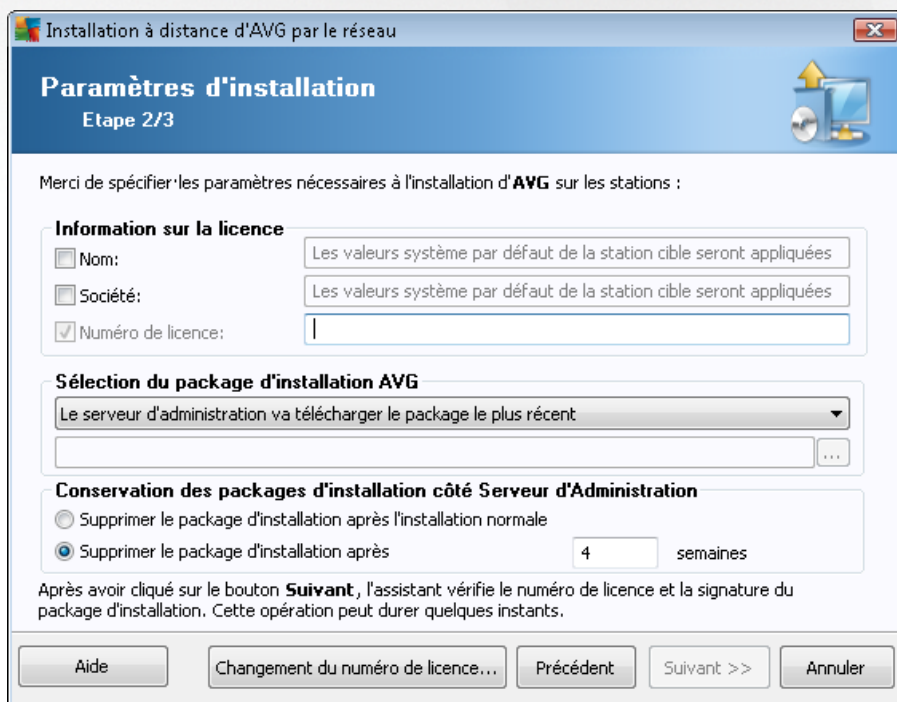 Installation à distance d'AVG par le réseau
Paramètres d'installation
Etape 2/3
Merci de spécifier·les paramètres nécessaires à l'installation d'AVG sur les stations :
Information sur la licence
Nom:
Les valeurs système par défaut de la station cible seront appliquées
Société:
Les valeurs système par défaut de la station cible seront appliquées
Numéro de licence:
Sélection du package d'installation AVG
Le serveur d'administration va télécharger le package le plus récent
...
Conservation des packages d'installation côté Serveur d'Administration
Supprimer le package d'installation après l'installation normale
Supprimer le package d'installation après 4 semaines
Après avoir cliqué sur le bouton Suivant, l'assistant vérifie le numéro de licence et la signature du
package d'installation. Cette opération peut durer quelques instants.
Aide Changement du numéro de licence... Précédent Suivant >> Annuler